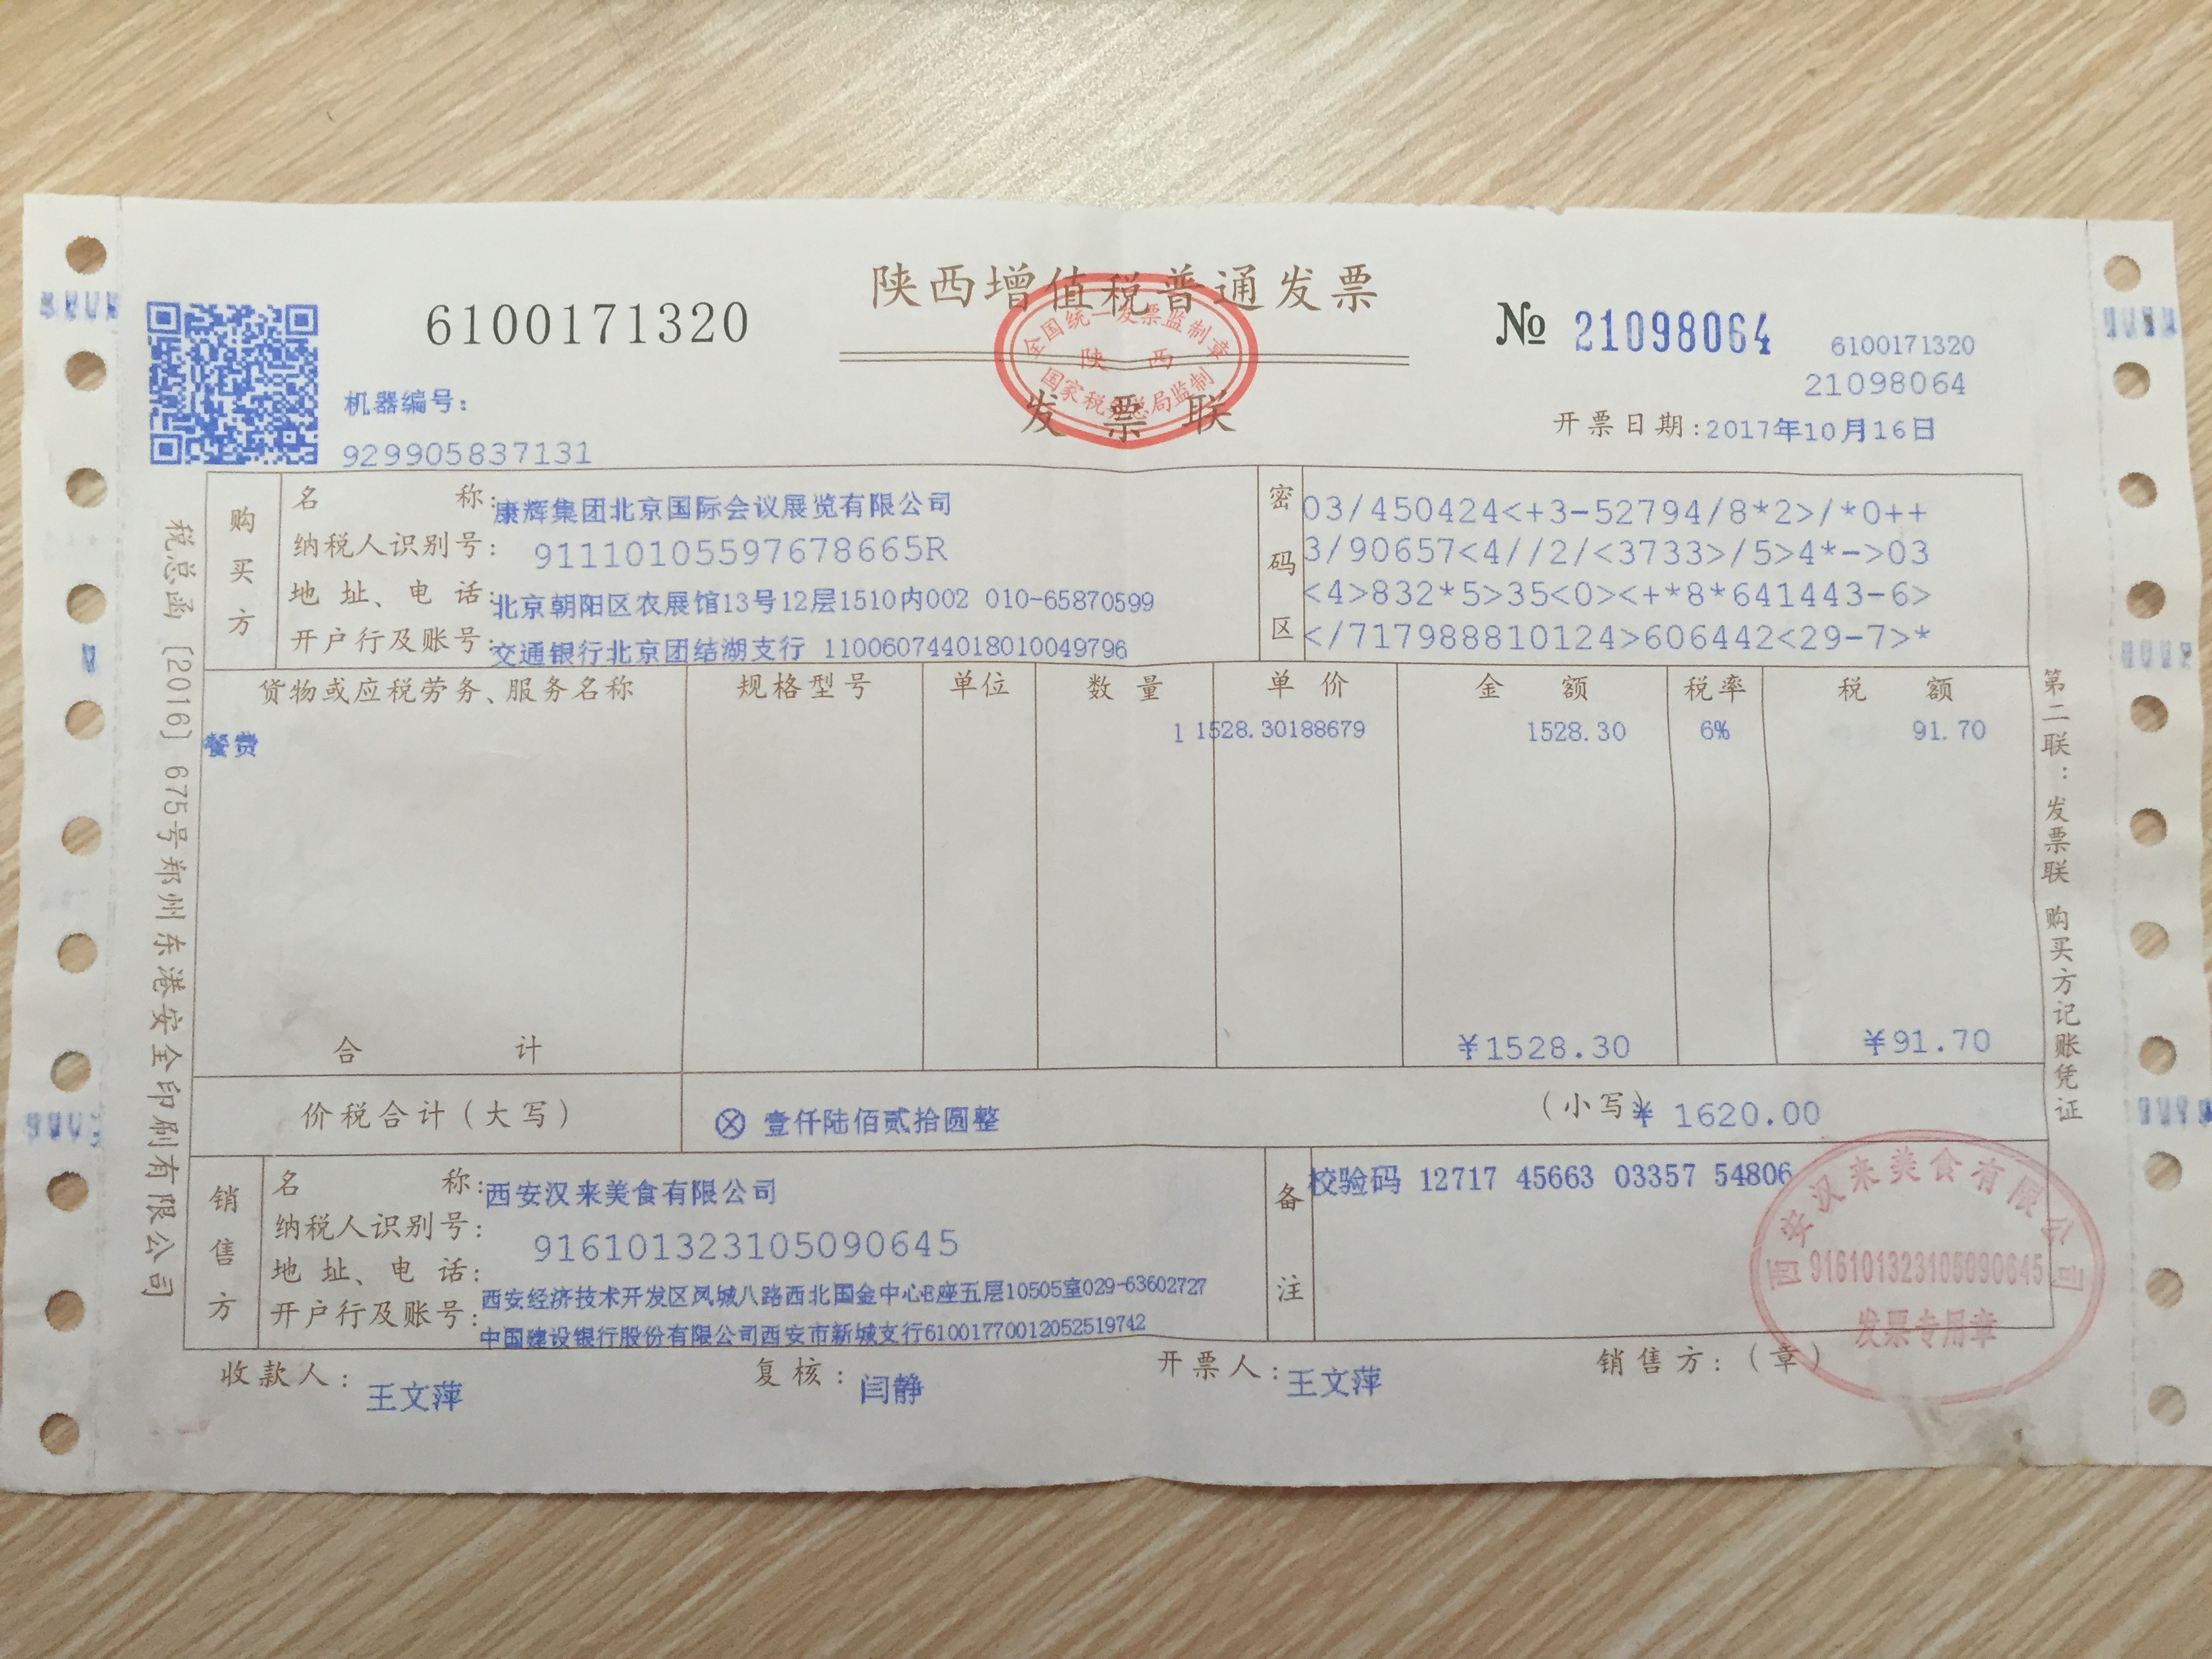 陕西增值税普通发票
6100171320
№ 21098064
6100171320
21098064
全国统一发票监制章
陕 西
国家税务总局监制
发票联
机器编号:
929905837131
开票日期:2017年10月16日
购买方
名 称:康辉集团北京国际会议展览有限公司
纳税人识别号: 91110105597678665R
地 址、电 话:北京朝阳区农展馆13号12层1510内002 010-65870599
开户行及账号:交通银行北京团结湖支行 110060744018010049796
密码区
03/450424<+3-52794/8*2>/*0++
3/90657<4//2/<3733>/5>4*->03
<4>832*5>35<0><+*8*641443-6>
</717988810124>606442<29-7>*
货物或应税劳务、服务名称 规格型号 单位 数 量 单 价 金 额 税率 税 额
餐费 1 1528.30188679 1528.30 6% 91.70
合 计 ¥1528.30 ¥91.70
价税合计(大写) ⊗ 壹仟陆佰贰拾圆整 (小写)¥ 1620.00
销售方
名 称:西安汉来美食有限公司
纳税人识别号: 916101323105090645
地 址、电 话:西安经济技术开发区凤城八路西北国金中心E座五层10505室029-63602727
开户行及账号:中国建设银行股份有限公司西安市新城支行61001770012052519742
备注
校验码 12717 45663 03357 54806
西安汉来美食有限公司
916101323105090645
发票专用章
收款人: 王文萍 复核: 闫静 开票人: 王文萍 销售方:(章)
税总函[2016]675号郑州东港安全印刷有限公司
第二联:发票联 购买方记账凭证